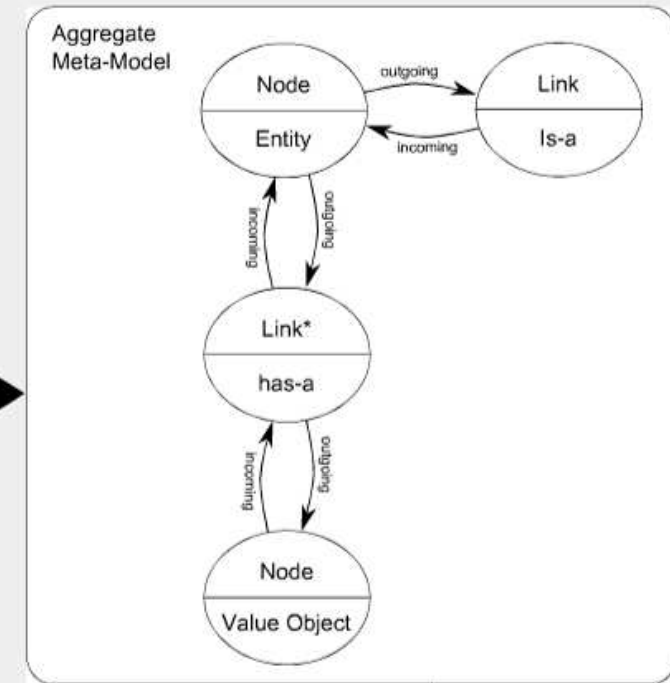 Aggregate
Meta-Model
Node
Entity
outgoing
incoming
Link
Is-a
incoming
outgoing
Link*
has-a
incoming
outgoing
Node
Value Object